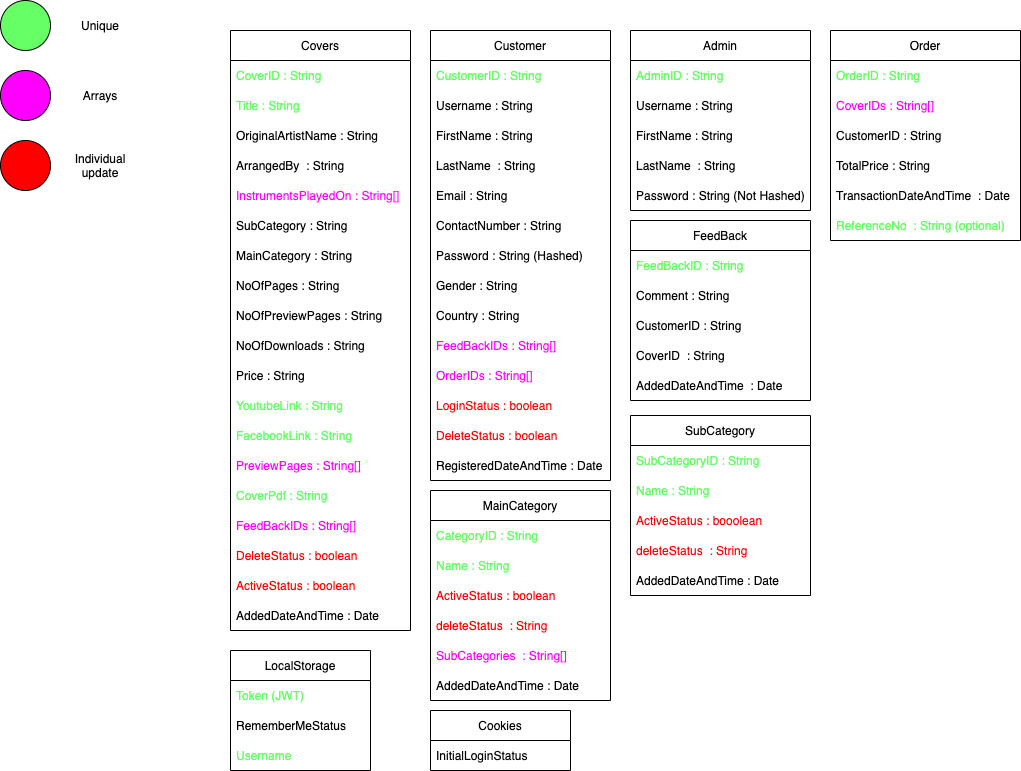 Unique
Arrays
Individual
update
Covers
CoverID : String
Title : String
OriginalArtistName : String
ArrangedBy : String
InstrumentsPlayedOn : String[]
SubCategory : String
MainCategory : String
NoOfPages : String
NoOfPreviewPages : String
NoOfDownloads : String
Price : String
YoutubeLink : String
FacebookLink : String
PreviewPages : String[]
CoverPdf : String
FeedBackIDs : String[]
DeleteStatus : boolean
ActiveStatus : boolean
AddedDateAndTime : Date
LocalStorage
Token (JWT)
RememberMeStatus
Username
Customer
CustomerID : String
Username : String
FirstName : String
LastName : String
Email : String
ContactNumber : String
Password : String (Hashed)
Gender : String
Country : String
FeedBackIDs : String[]
OrderIDs : String[]
LoginStatus : boolean
DeleteStatus : boolean
RegisteredDateAndTime : Date
MainCategory
CategoryID : String
Name : String
ActiveStatus : boolean
deleteStatus : String
SubCategories : String[]
AddedDateAndTime : Date
Cookies
InitialLoginStatus
Admin
AdminID : String
Username : String
FirstName : String
LastName : String
Password : String (Not Hashed)
FeedBack
FeedBackID : String
Comment : String
CustomerID : String
CoverID : String
AddedDateAndTime : Date
SubCategory
SubCategoryID : String
Name : String
ActiveStatus : booolean
deleteStatus : String
AddedDateAndTime : Date
Order
OrderID : String
CoverIDs : String[]
CustomerID : String
TotalPrice : String
TransactionDateAndTime : Date
ReferenceNo : String (optional)